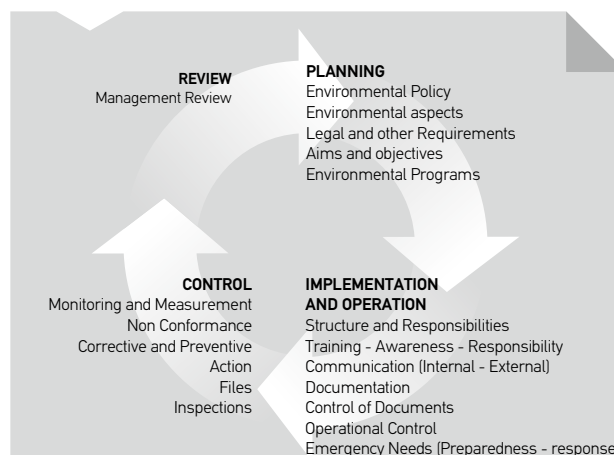 REVIEW
Management Review
PLANNING
Environmental Policy
Environmental aspects
Legal and other Requirements
Aims and objectives
Environmental Programs
CONTROL
Monitoring and Measurement
Non Conformance
Corrective and Preventive
Action
Files
Inspections
IMPLEMENTATION
AND OPERATION
Structure and Responsibilities
Training - Awareness - Responsibility
Communication (Internal - External)
Documentation
Control of Documents
Operational Control
Emergency Needs (Preparedness - response